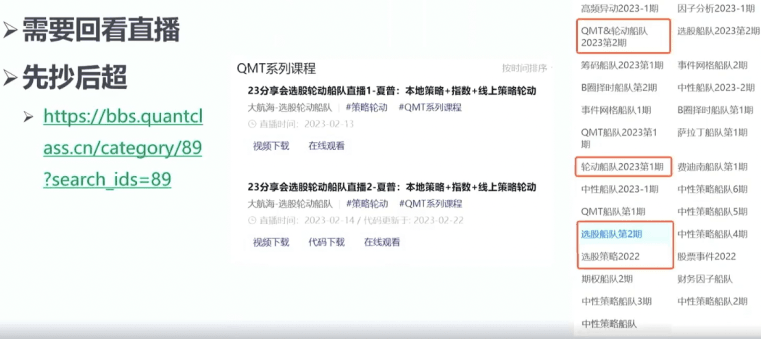 需要回看直播
先抄后超
https://bbs.quantcl
ass.cn/category/89
?search_ids=89
QMT系列课程
按时间排序
23分享会选股轮动船队直播1-夏普：本地策略+指数+线上策略轮动
大航海-选股轮动船队 | #策略轮动 #QMT系列课程
直播时间：2023-02-13
视频下载 在线观看
23分享会选股轮动船队直播2-夏普：本地策略+指数+线上策略轮动
大航海-选股轮动船队 | #策略轮动 #QMT系列课程
直播时间：2023-02-14 / 代码更新于: 2023-02-22
视频下载 代码下载 在线观看
高频异动2023-1期 因子分析2023-1期
QMT&轮动船队 选股船队2023第2期
2023第2期
筹码船队2023第1期 事件网格船队2期
B圈择时船队第2期 中性船队2023-2期
事件网格船队1期 B圈择时船队第1期
QMT船队2023第1 萨拉丁船队第1期
期
轮动船队2023第1期 费迪南船队第1期
中性船队2023-1期 中性策略船队6期
QMT船队第1期 中性策略船队5期
选股船队第2期 中性策略船队4期
选股策略2022 股票事件2022
期权船队2期 财务因子船队
中性策略船队3期 中性策略船队2期
中性策略船队